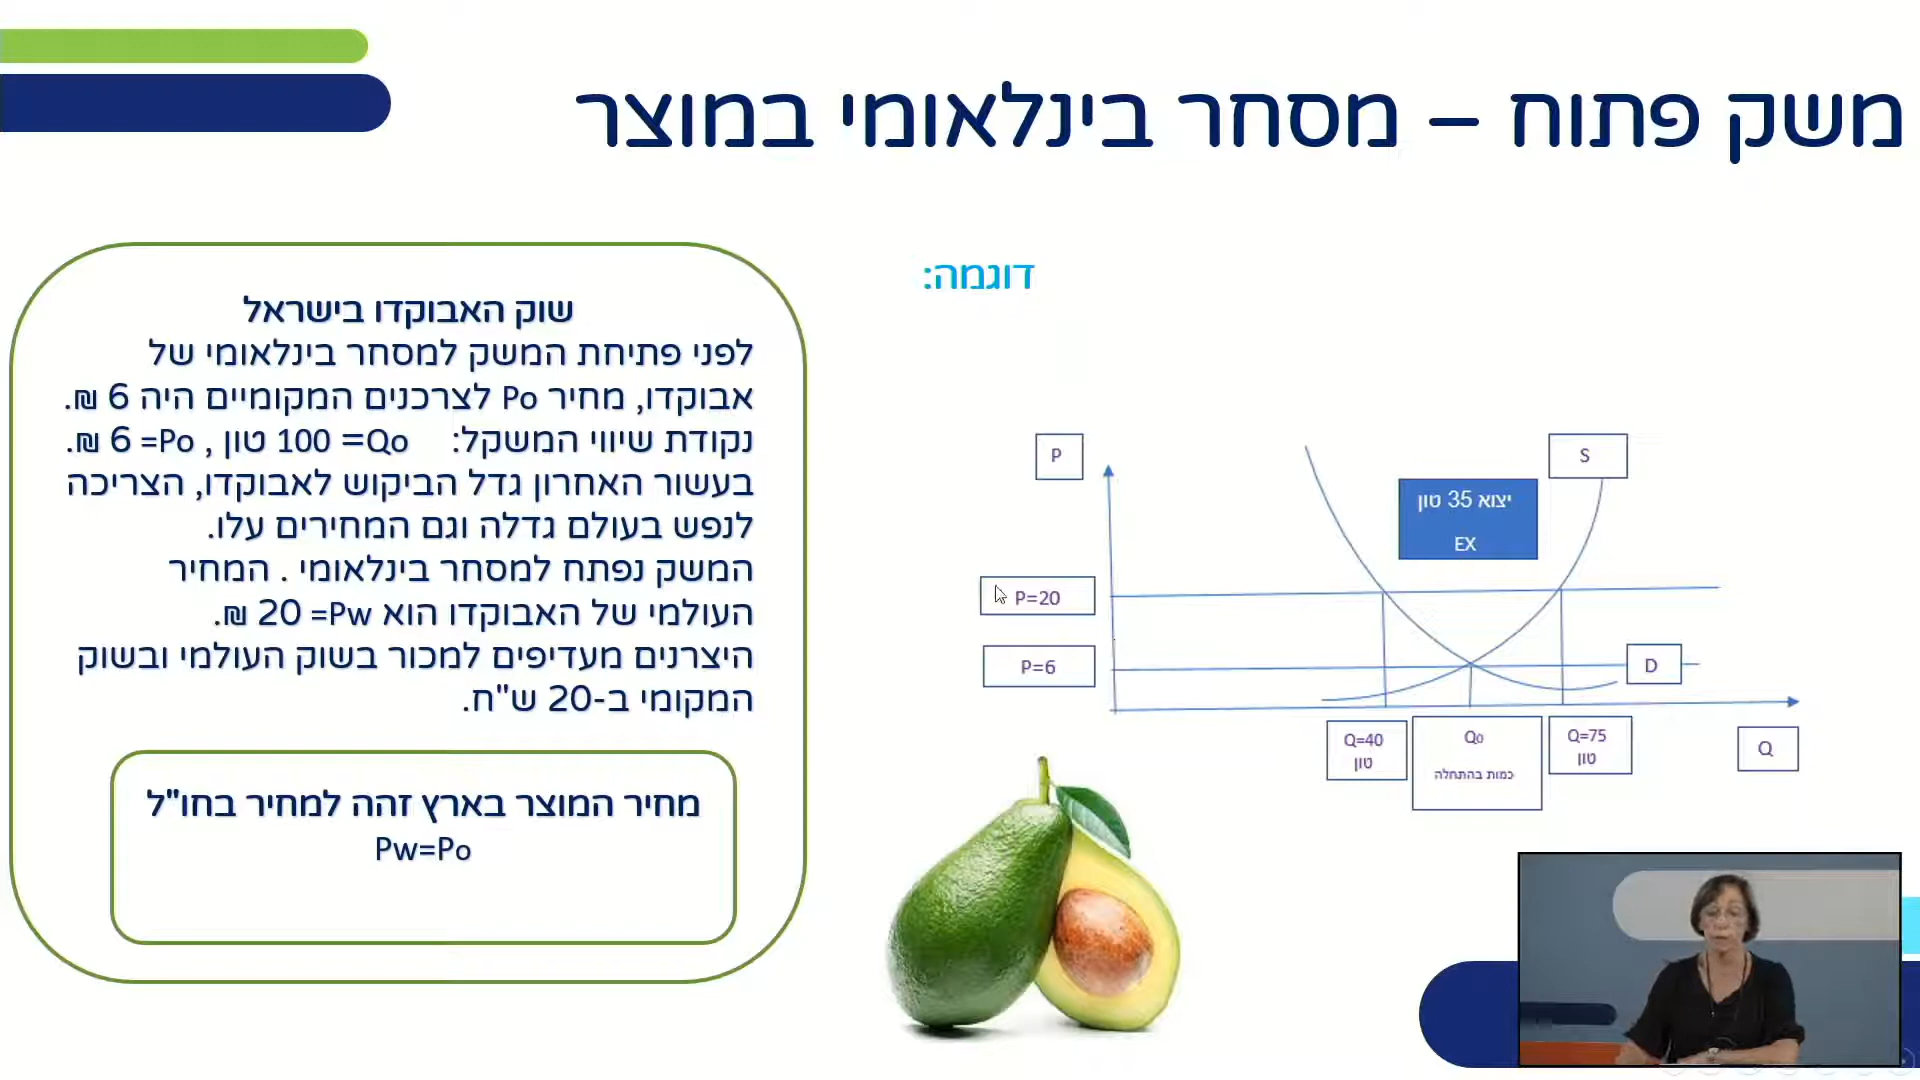 משק פתוח – מסחר בינלאומי במוצר
דוגמה:
שוק האבוקדו בישראל
לפני פתיחת המשק למסחר בינלאומי של
אבוקדו, מחיר Po לצרכנים המקומיים היה 6 ₪.
נקודת שיווי המשקל: Qo= 100 טון , Po= 6 ₪.
בעשור האחרון גדל הביקוש לאבוקדו, הצריכה
לנפש בעולם גדלה וגם המחירים עלו.
המשק נפתח למסחר בינלאומי . המחיר
העולמי של האבוקדו הוא Pw= 20 ₪.
היצרנים מעדיפים למכור בשוק העולמי ובשוק
המקומי ב-20 ש"ח.
מחיר המוצר בארץ זהה למחיר בחו"ל
Pw=Po
P
S
יצוא 35 טון
EX
P=20
P=6
D
Q=40
טון
Q0
כמות בהתחלה
Q=75
טון
Q